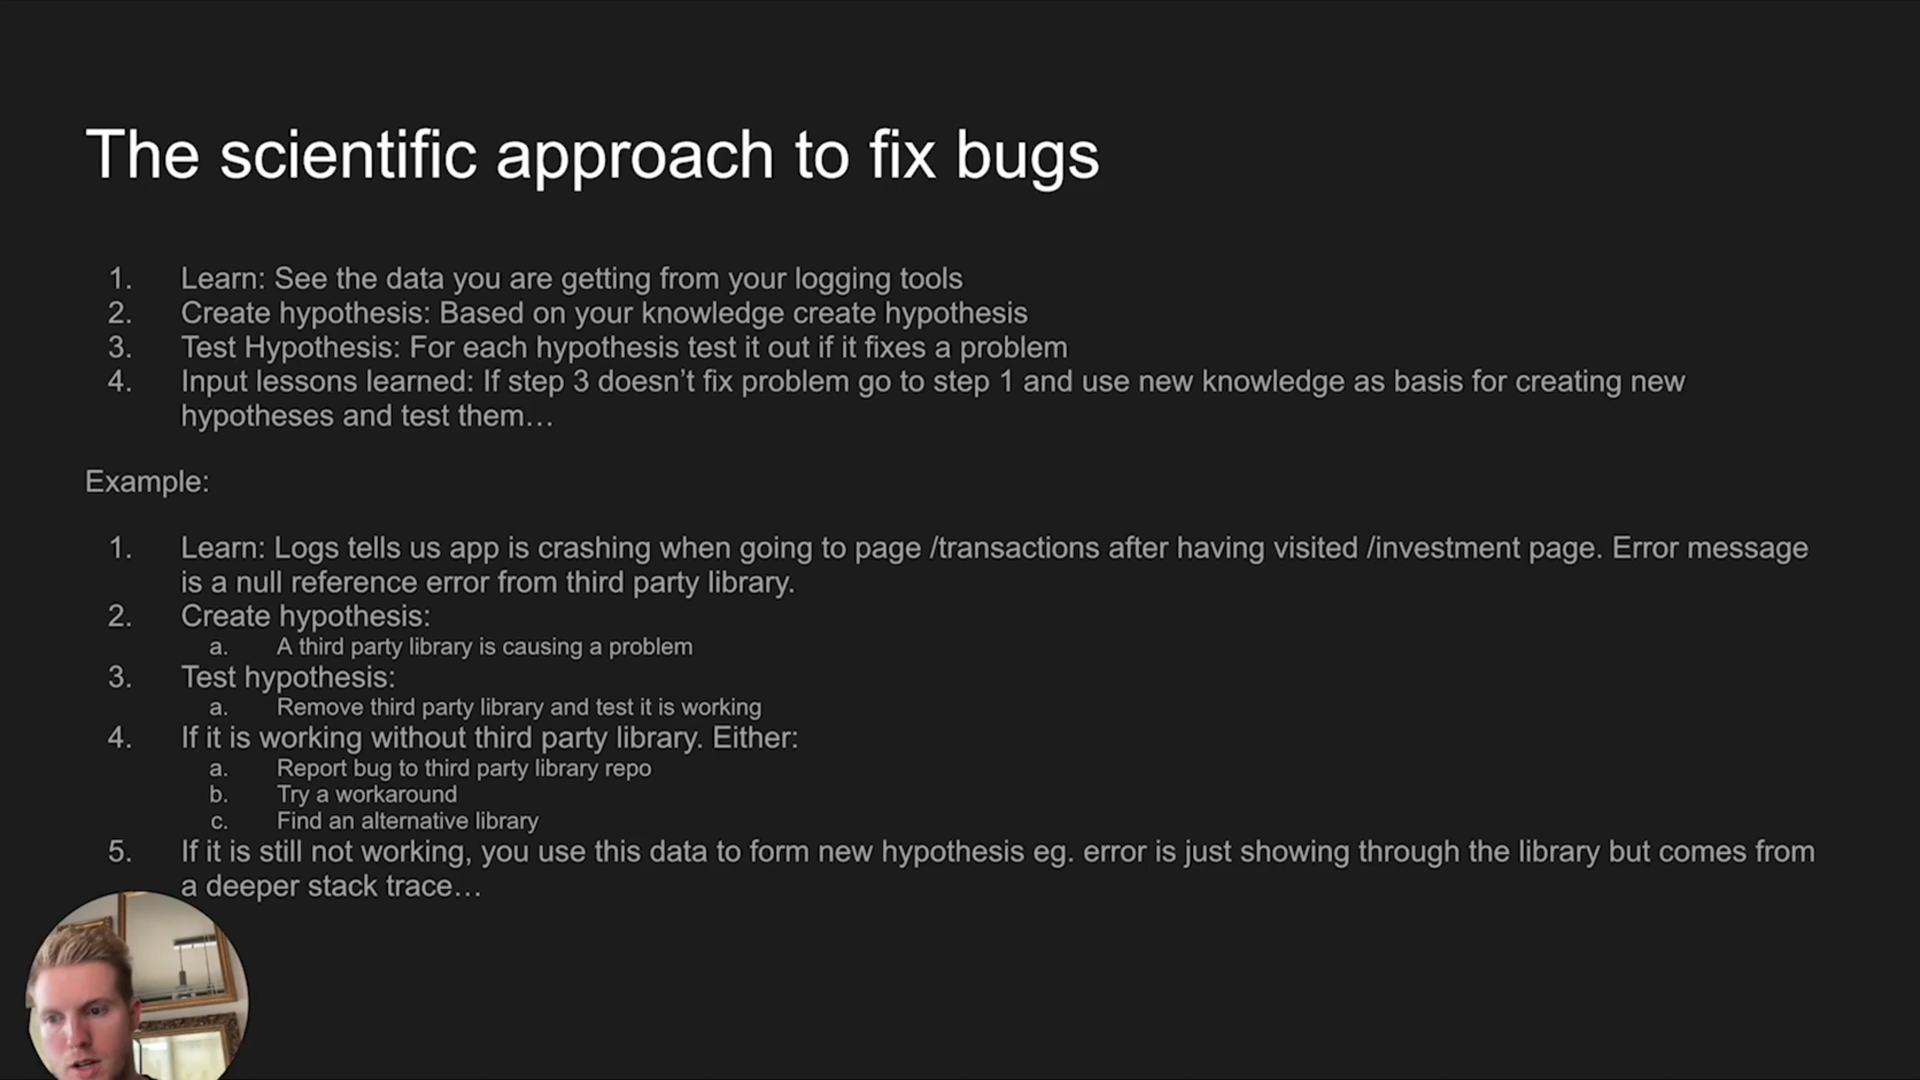 The scientific approach to fix bugs
1. Learn: See the data you are getting from your logging tools
2. Create hypothesis: Based on your knowledge create hypothesis
3. Test Hypothesis: For each hypothesis test it out if it fixes a problem
4. Input lessons learned: If step 3 doesn’t fix problem go to step 1 and use new knowledge as basis for creating new
hypotheses and test them…
Example:
1. Learn: Logs tells us app is crashing when going to page /transactions after having visited /investment page. Error message
is a null reference error from third party library.
2. Create hypothesis:
a. A third party library is causing a problem
3. Test hypothesis:
a. Remove third party library and test it is working
4. If it is working without third party library. Either:
a. Report bug to third party library repo
b. Try a workaround
c. Find an alternative library
5. If it is still not working, you use this data to form new hypothesis eg. error is just showing through the library but comes from
a deeper stack trace…